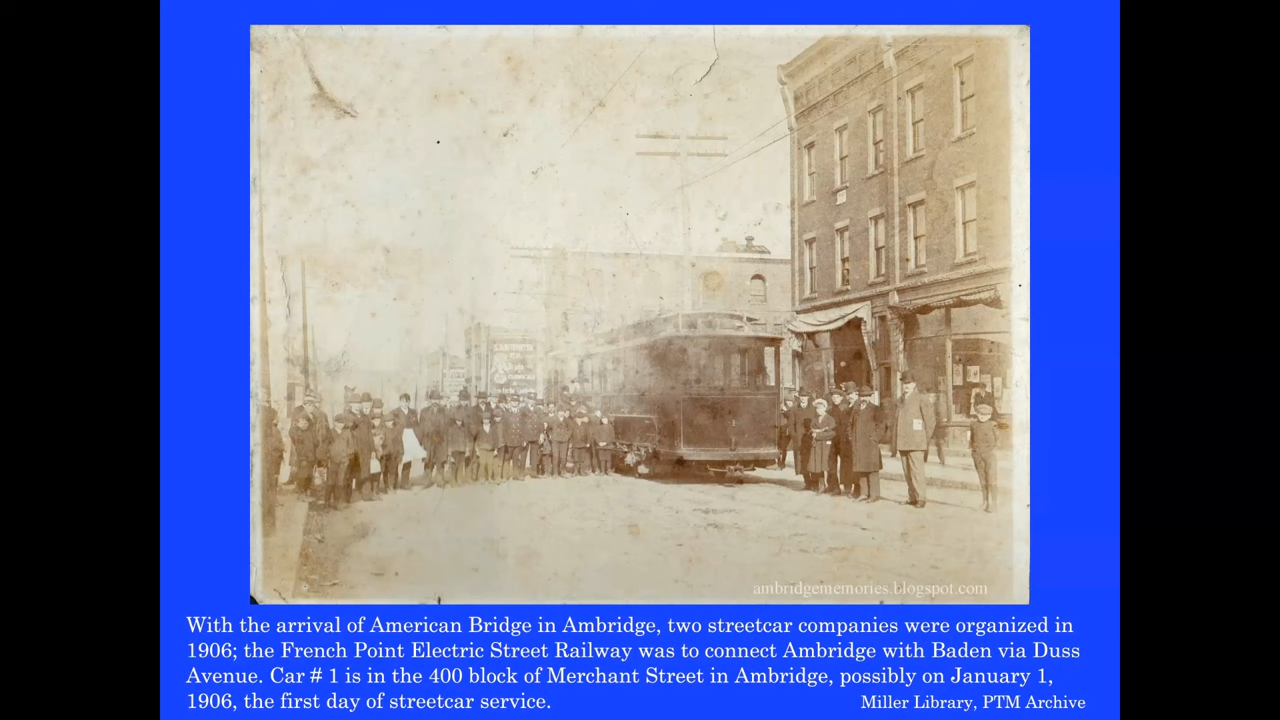 ambridgememories.blogspot.com
With the arrival of American Bridge in Ambridge, two streetcar companies were organized in
1906; the French Point Electric Street Railway was to connect Ambridge with Baden via Duss
Avenue. Car # 1 is in the 400 block of Merchant Street in Ambridge, possibly on January 1,
1906, the first day of streetcar service.
Miller Library, PTM Archive